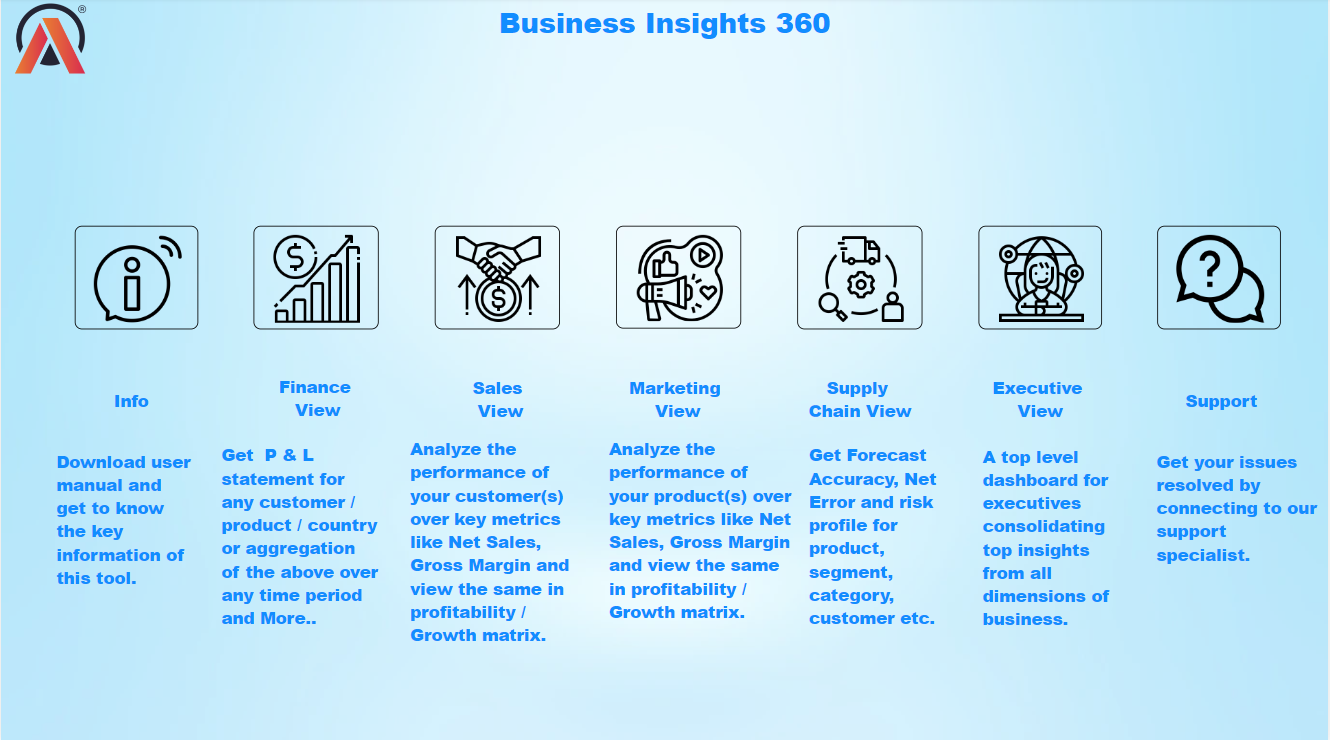 ®
Business Insights 360
Info
Download user
manual and
get to know
the key
information of
this tool.
Finance
View
Get P & L
statement for
any customer /
product / country
or aggregation
of the above over
any time period
and More..
Sales
View
Analyze the
performance of
your customer(s)
over key metrics
like Net Sales,
Gross Margin and
view the same in
profitability /
Growth matrix.
Marketing
View
Analyze the
performance of
your product(s) over
key metrics like Net
Sales, Gross Margin
and view the same
in profitability /
Growth matrix.
Supply
Chain View
Get Forecast
Accuracy, Net
Error and risk
profile for
product,
segment,
category,
customer etc.
Executive
View
A top level
dashboard for
executives
consolidating
top insights
from all
dimensions of
business.
Support
Get your issues
resolved by
connecting to our
support
specialist.